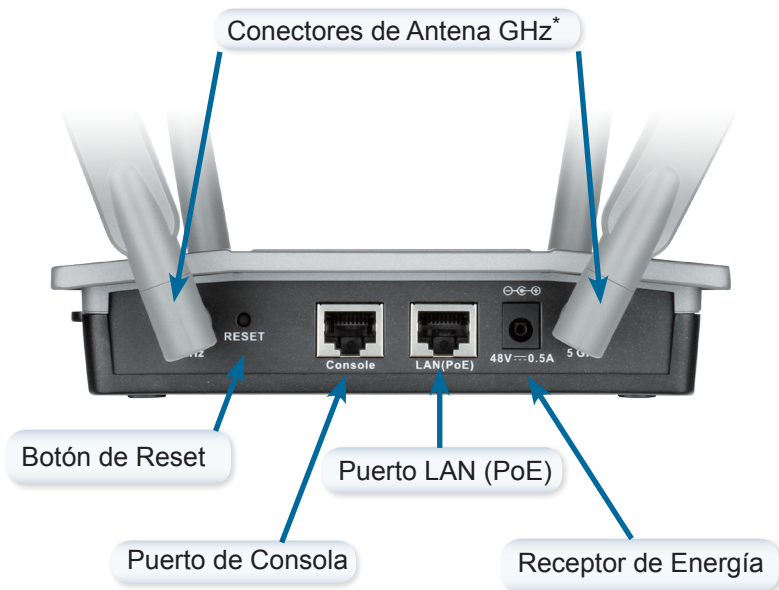 Conectores de Antena GHz*
RESET
Console
LAN(PoE)
48V⎓0.5A
5 G
Botón de Reset
Puerto LAN (PoE)
Puerto de Consola
Receptor de Energía